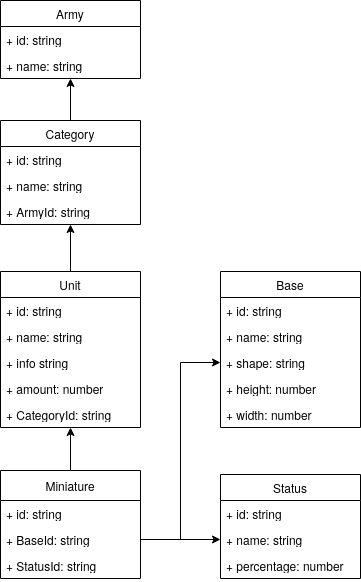 Army
+ id: string
+ name: string
Category
+ id: string
+ name: string
+ ArmyId: string
Unit
+ id: string
+ name: string
+ info string
+ amount: number
+ CategoryId: string
Base
+ id: string
+ name: string
+ shape: string
+ height: number
+ width: number
Miniature
+ id: string
+ BaseId: string
+ StatusId: string
Status
+ id: string
+ name: string
+ percentage: number